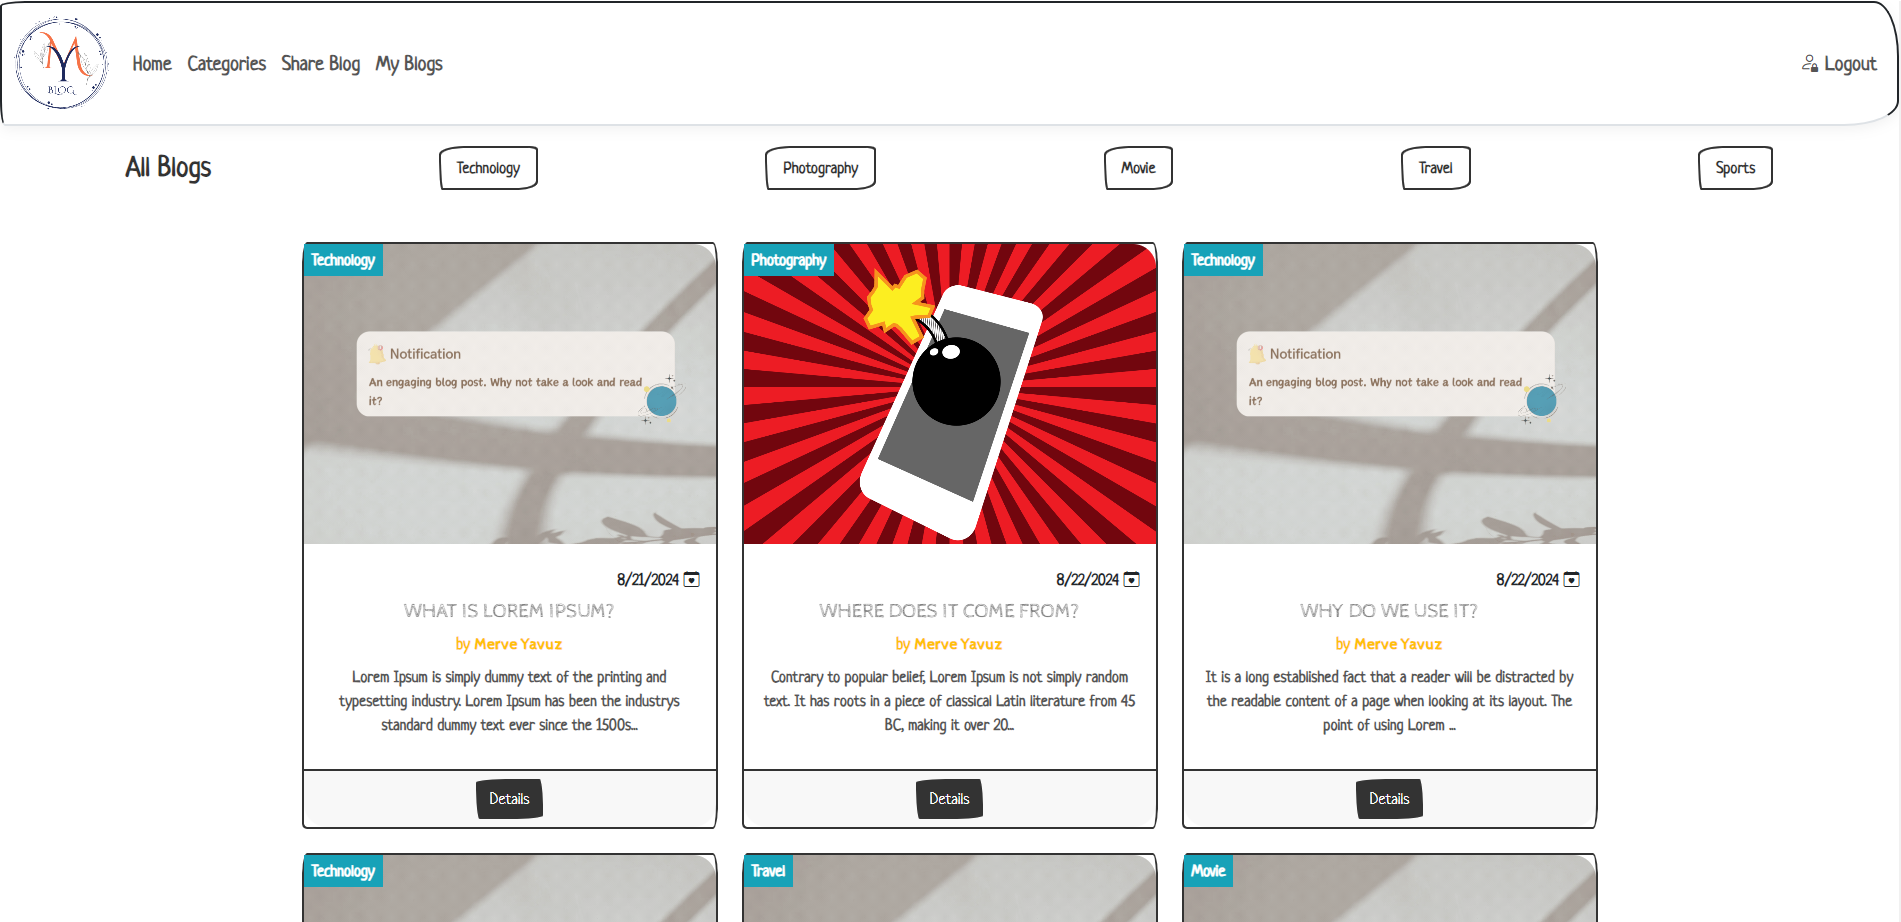 MY
BLOG
Home Categories Share Blog My Blogs
Logout
All Blogs
Technology
Photography
Movie
Travel
Sports
Technology
Notification
An engaging blog post. Why not take a look and read
it?
8/21/2024
WHAT IS LOREM IPSUM?
by Merve Yavuz
Lorem Ipsum is simply dummy text of the printing and
typesetting industry. Lorem Ipsum has been the industrys
standard dummy text ever since the 1500s...
Details
Photography
8/22/2024
WHERE DOES IT COME FROM?
by Merve Yavuz
Contrary to popular belief, Lorem Ipsum is not simply random
text. It has roots in a piece of classical Latin literature from 45
BC, making it over 20...
Details
Technology
Notification
An engaging blog post. Why not take a look and read
it?
8/22/2024
WHY DO WE USE IT?
by Merve Yavuz
It is a long established fact that a reader will be distracted by
the readable content of a page when looking at its layout. The
point of using Lorem ...
Details
Technology
Travel
Movie